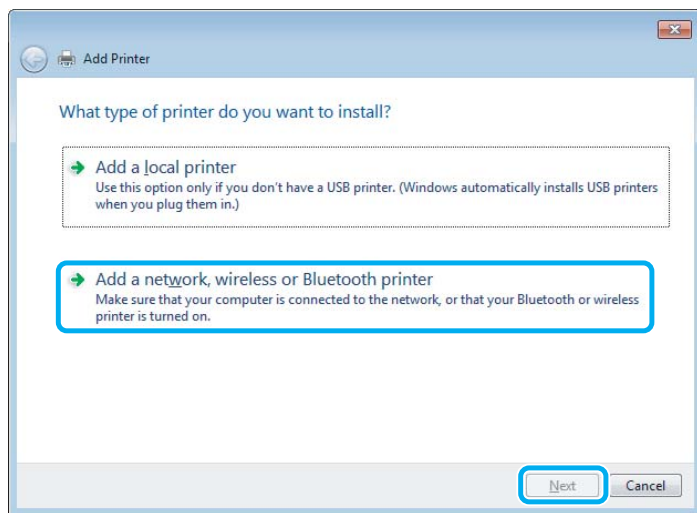 Add Printer
What type of printer do you want to install?
Add a local printer
Use this option only if you don't have a USB printer. (Windows automatically installs USB printers
when you plug them in.)
Add a network, wireless or Bluetooth printer
Make sure that your computer is connected to the network, or that your Bluetooth or wireless
printer is turned on.
Next Cancel